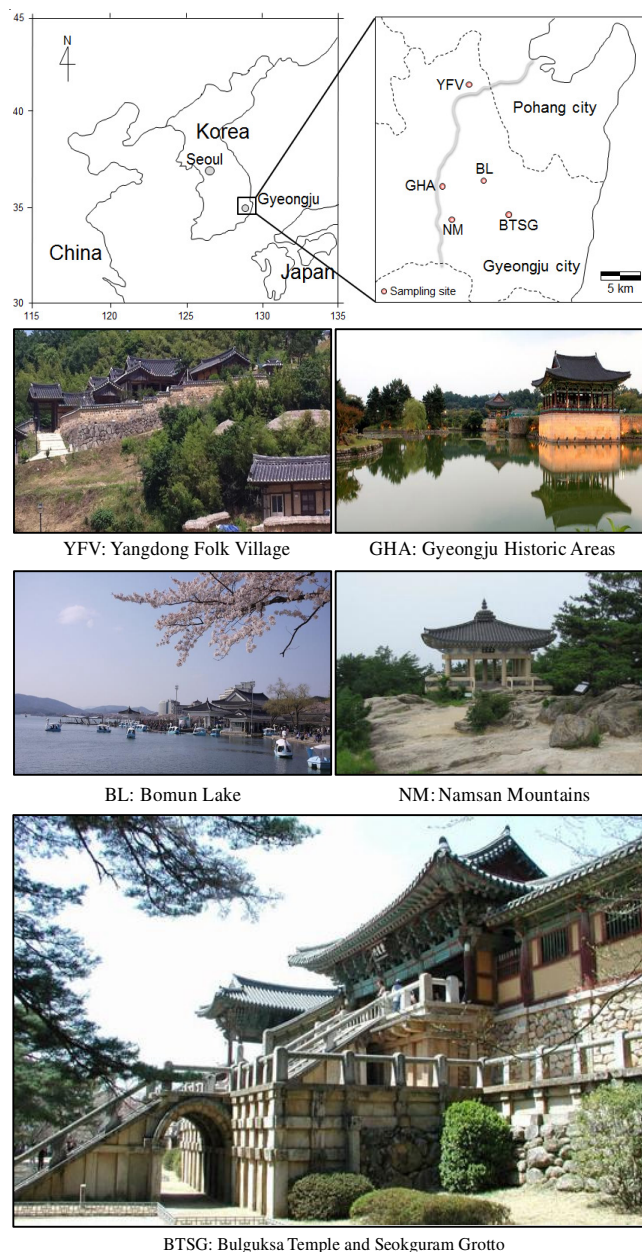 45
40
35
30
115
120
125
130
135
N
Korea
Seoul
Gyeongju
China
Japan
YFV
Pohang city
BL
GHA
NM
BTSG
Gyeongju city
Sampling site
5 km
YFV: Yangdong Folk Village
GHA: Gyeongju Historic Areas
BL: Bomun Lake
NM: Namsan Mountains
BTSG: Bulguksa Temple and Seokguram Grotto